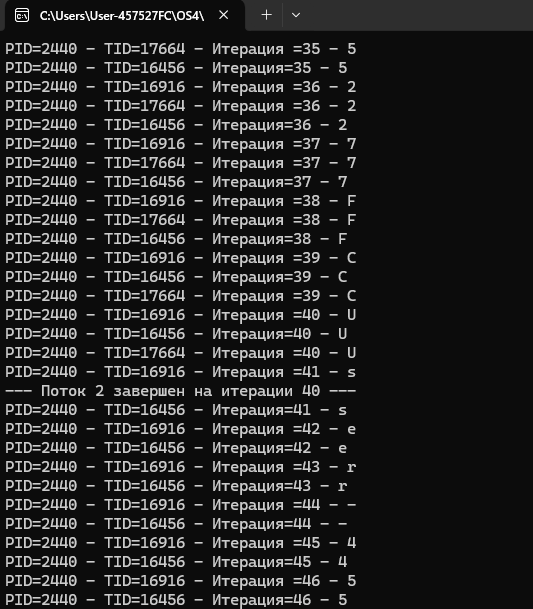 C:\Users\User-457527FC\OS4\
PID=2440 - TID=17664 - Итерация =35 - 5
PID=2440 - TID=16456 - Итерация=35 - 5
PID=2440 - TID=16916 - Итерация =36 - 2
PID=2440 - TID=17664 - Итерация =36 - 2
PID=2440 - TID=16456 - Итерация=36 - 2
PID=2440 - TID=16916 - Итерация =37 - 7
PID=2440 - TID=17664 - Итерация =37 - 7
PID=2440 - TID=16456 - Итерация=37 - 7
PID=2440 - TID=16916 - Итерация =38 - F
PID=2440 - TID=17664 - Итерация =38 - F
PID=2440 - TID=16456 - Итерация=38 - F
PID=2440 - TID=16916 - Итерация =39 - C
PID=2440 - TID=16456 - Итерация=39 - C
PID=2440 - TID=17664 - Итерация =39 - C
PID=2440 - TID=16916 - Итерация =40 - U
PID=2440 - TID=16456 - Итерация=40 - U
PID=2440 - TID=17664 - Итерация =40 - U
PID=2440 - TID=16916 - Итерация =41 - s
--- Поток 2 завершен на итерации 40 ---
PID=2440 - TID=16456 - Итерация=41 - s
PID=2440 - TID=16916 - Итерация =42 - e
PID=2440 - TID=16456 - Итерация=42 - e
PID=2440 - TID=16916 - Итерация =43 - r
PID=2440 - TID=16456 - Итерация=43 - r
PID=2440 - TID=16916 - Итерация =44 - -
PID=2440 - TID=16456 - Итерация=44 - -
PID=2440 - TID=16916 - Итерация =45 - 4
PID=2440 - TID=16456 - Итерация=45 - 4
PID=2440 - TID=16916 - Итерация =46 - 5
PID=2440 - TID=16456 - Итерация=46 - 5